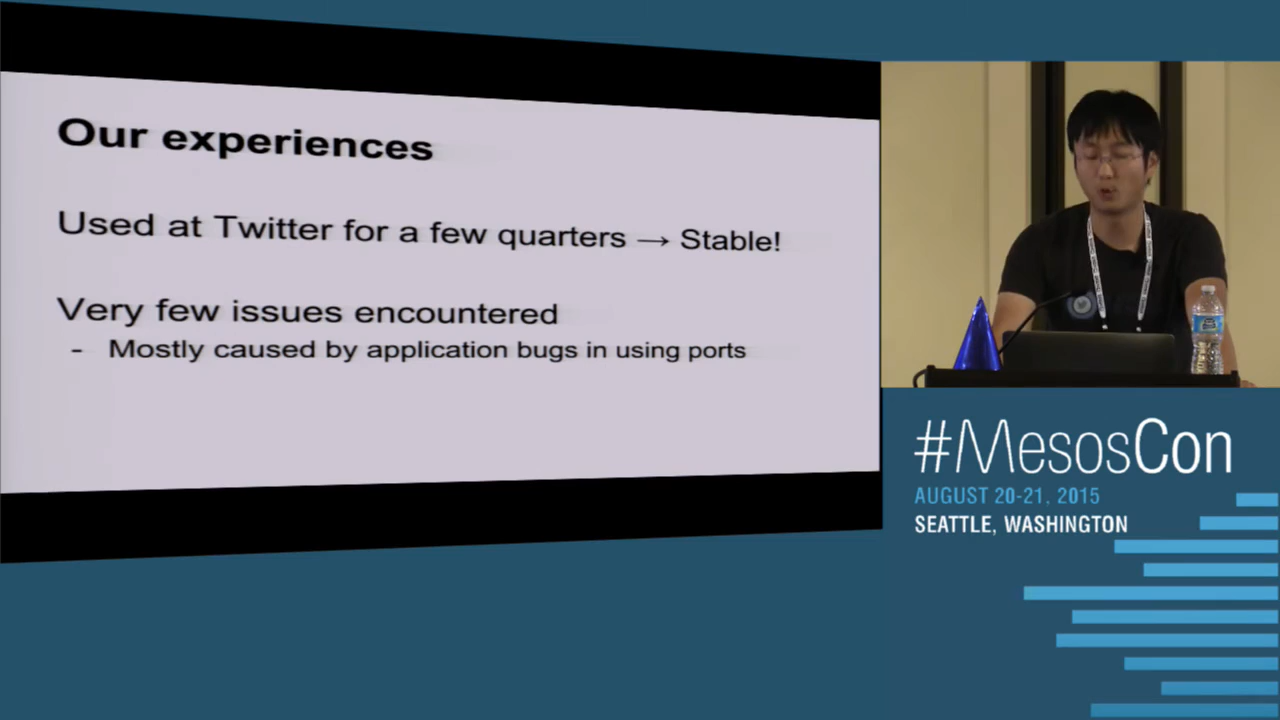 Our experiences
Used at Twitter for a few quarters → Stable!
Very few issues encountered
- Mostly caused by application bugs in using ports
#MesosCon
AUGUST 20-21, 2015
SEATTLE, WASHINGTON